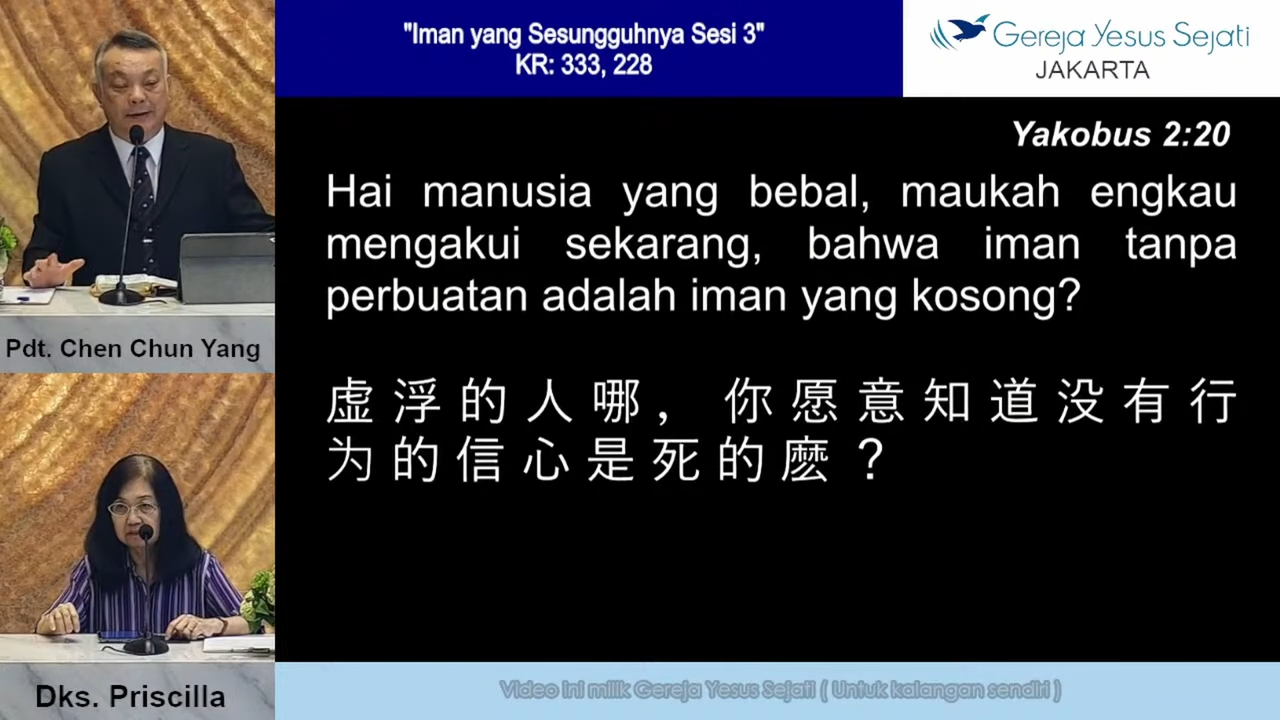 "Iman yang Sesungguhnya Sesi 3"
KR: 333, 228
Gereja Yesus Sejati
JAKARTA
Yakobus 2:20
Hai manusia yang bebal, maukah engkau
mengakui sekarang, bahwa iman tanpa
perbuatan adalah iman yang kosong?
虚浮的人哪，你愿意知道没有行
为的信心是死的麽？
Pdt. Chen Chun Yang
Dks. Priscilla
Video ini milik Gereja Yesus Sejati ( Untuk kalangan sendiri )